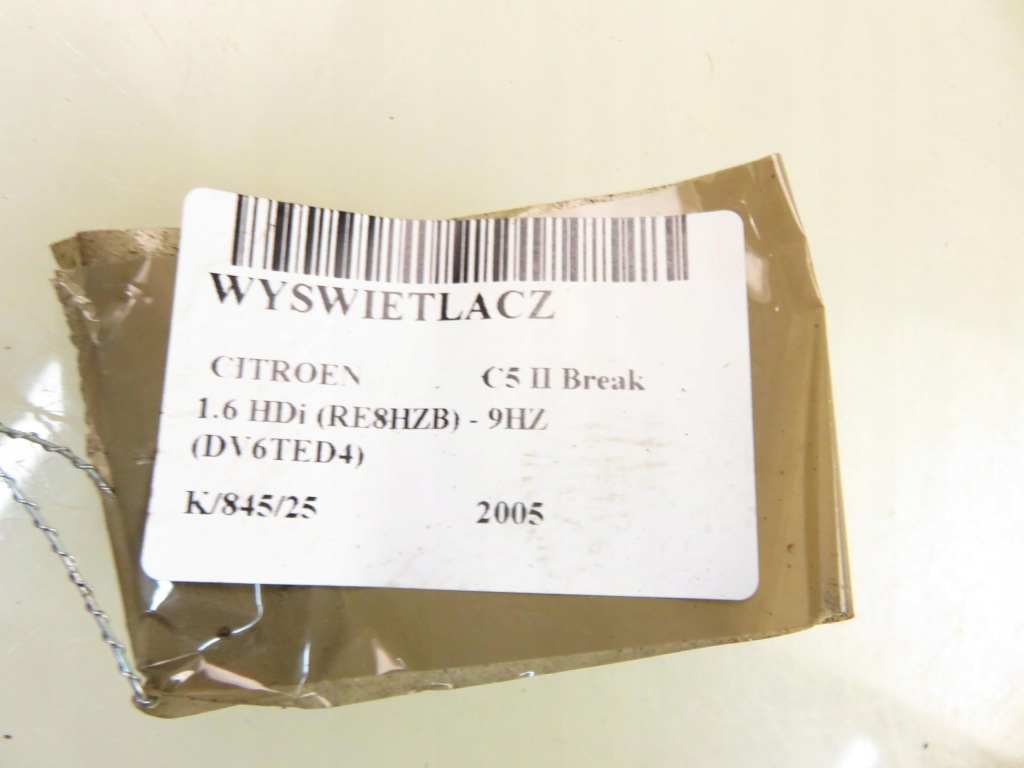 WYSWIETLACZ
CITROEN C5 II Break
1.6 HDi (RE8HZB) - 9HZ
(DV6TED4)
K/845/25 2005